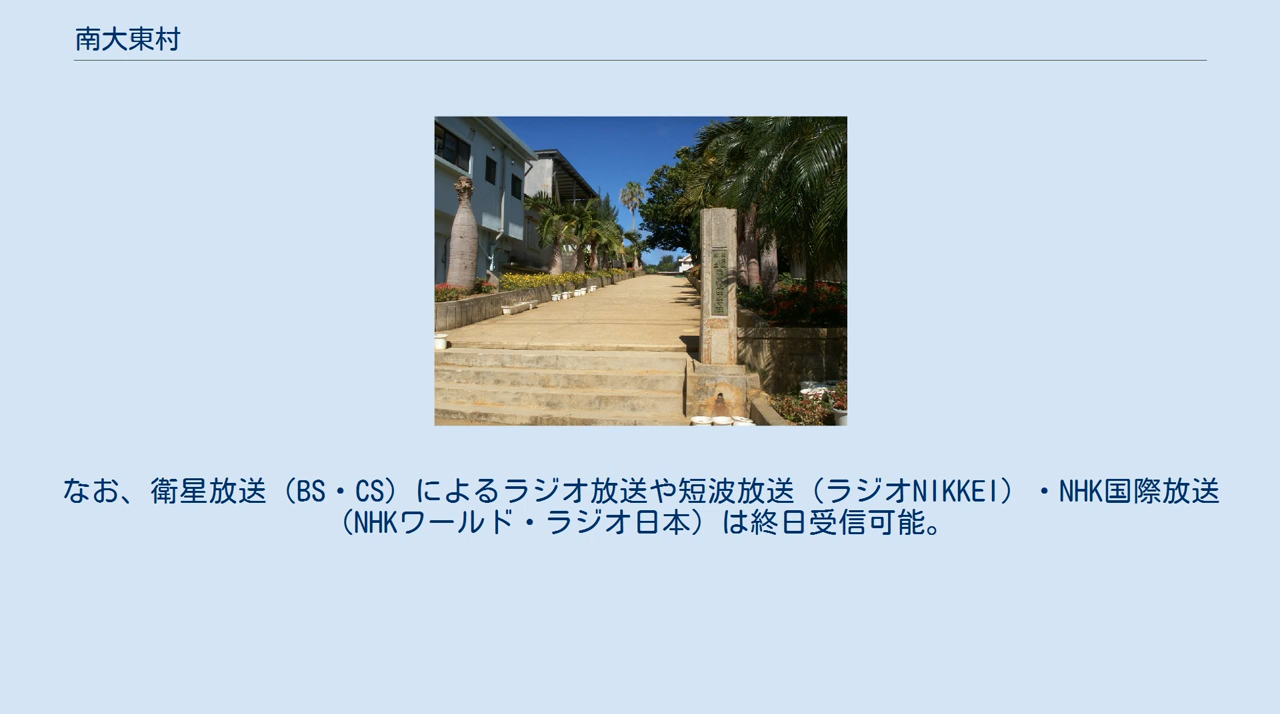 南大東村
なお、衛星放送（BS・CS）によるラジオ放送や短波放送（ラジオNIKKEI）・NHK国際放送
（NHKワールド・ラジオ日本）は終日受信可能。